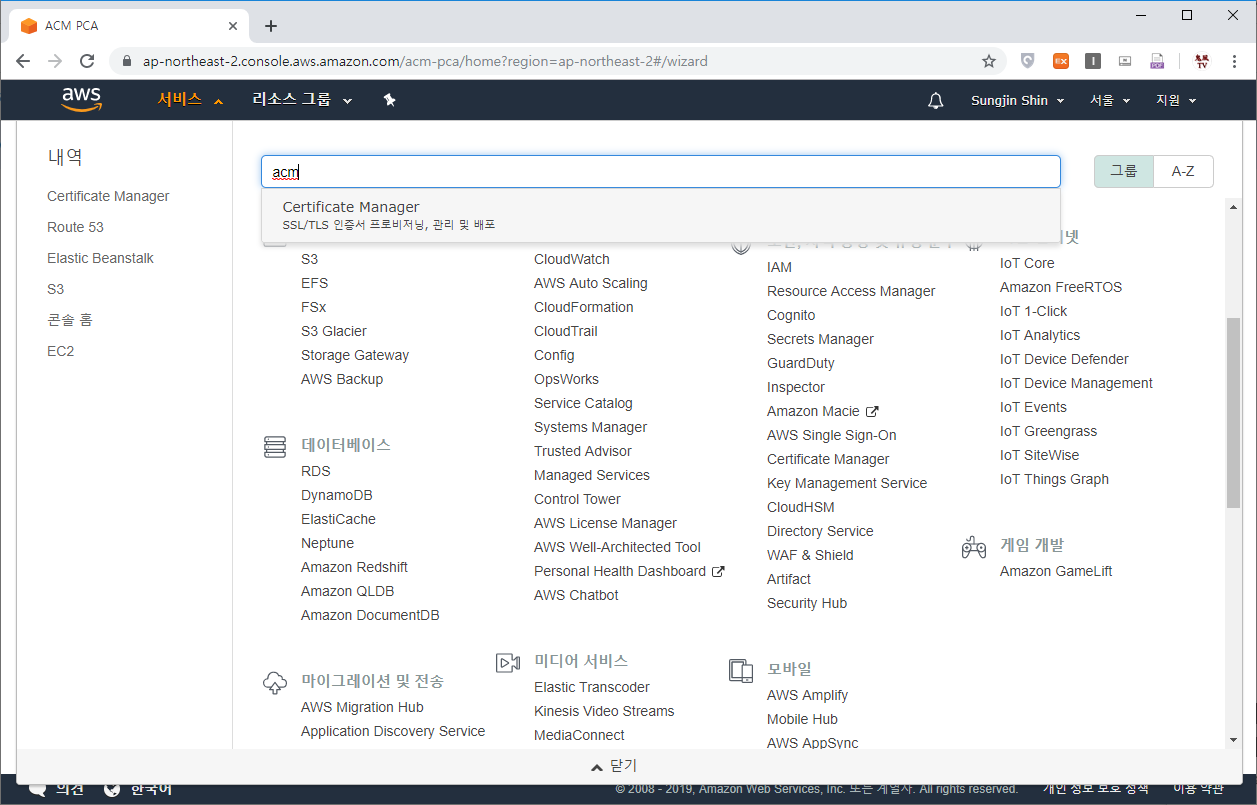 ACM PCA
ap-northeast-2.console.aws.amazon.com/acm-pca/home?region=ap-northeast-2#/wizard
EX
I
PDF
TV
aws
서비스
리소스 그룹
Sungjin Shin
서울
지원
내역
Certificate Manager
Route 53
Elastic Beanstalk
S3
콘솔 홈
EC2
acm
그룹
A-Z
Certificate Manager
SSL/TLS 인증서 프로비저닝, 관리 및 배포
S3
EFS
FSx
S3 Glacier
Storage Gateway
AWS Backup
데이터베이스
RDS
DynamoDB
ElastiCache
Neptune
Amazon Redshift
Amazon QLDB
Amazon DocumentDB
마이그레이션 및 전송
AWS Migration Hub
Application Discovery Service
CloudWatch
AWS Auto Scaling
CloudFormation
CloudTrail
Config
OpsWorks
Service Catalog
Systems Manager
Trusted Advisor
Managed Services
Control Tower
AWS License Manager
AWS Well-Architected Tool
Personal Health Dashboard
AWS Chatbot
미디어 서비스
Elastic Transcoder
Kinesis Video Streams
MediaConnect
IAM
Resource Access Manager
Cognito
Secrets Manager
GuardDuty
Inspector
Amazon Macie
AWS Single Sign-On
Certificate Manager
Key Management Service
CloudHSM
Directory Service
WAF & Shield
Artifact
Security Hub
모바일
AWS Amplify
Mobile Hub
AWS AppSync
넷
IoT Core
Amazon FreeRTOS
IoT 1-Click
IoT Analytics
IoT Device Defender
IoT Device Management
IoT Events
IoT Greengrass
IoT SiteWise
IoT Things Graph
게임 개발
Amazon GameLift
닫기
의견
한국어
© 2008 - 2019, Amazon Web Services, Inc. 또는 계열사. All rights reserved.
개인 정보 보호 정책
이용 약관